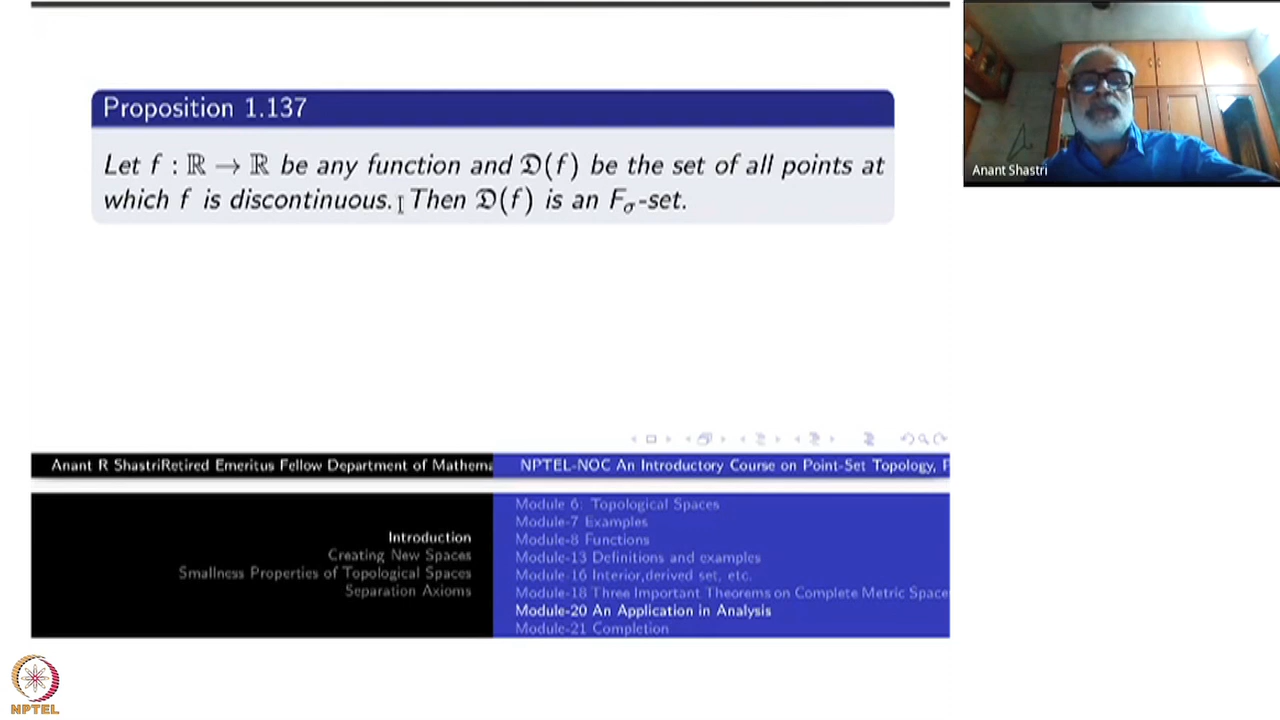 Proposition 1.137
Let f : ℝ → ℝ be any function and 𝔇(f) be the set of all points at
which f is discontinuous. Then 𝔇(f) is an Fσ-set.
Anant Shastri
Anant R ShastriRetired Emeritus Fellow Department of Mathema
NPTEL-NOC An Introductory Course on Point-Set Topology, P
Introduction
Creating New Spaces
Smallness Properties of Topological Spaces
Separation Axioms
Module 6: Topological Spaces
Module-7 Examples
Module-8 Functions
Module-13 Definitions and examples
Module-16 Interior,derived set, etc.
Module-18 Three Important Theorems on Complete Metric Space
Module-20 An Application in Analysis
Module-21 Completion
NPTEL